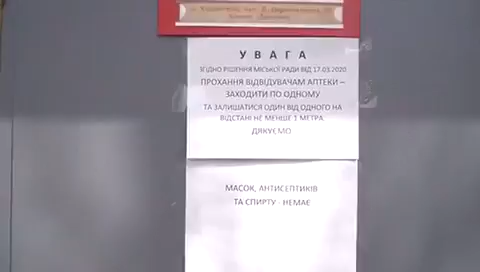 У В А Г А
ЗГІДНО РІШЕННЯ МІСЬКОЇ РАДИ ВІД 17.03.2020
ПРОХАННЯ ВІДВІДУВАЧАМ АПТЕКИ –
ЗАХОДИТИ ПО ОДНОМУ
ТА ЗАЛИШАТИСЯ ОДИН ВІД ОДНОГО НА
ВІДСТАНІ НЕ МЕНШЕ 1 МЕТРА.
ДЯКУЄМО
МАСОК, АНТИСЕПТИКІВ
ТА СПИРТУ - НЕМАЄ